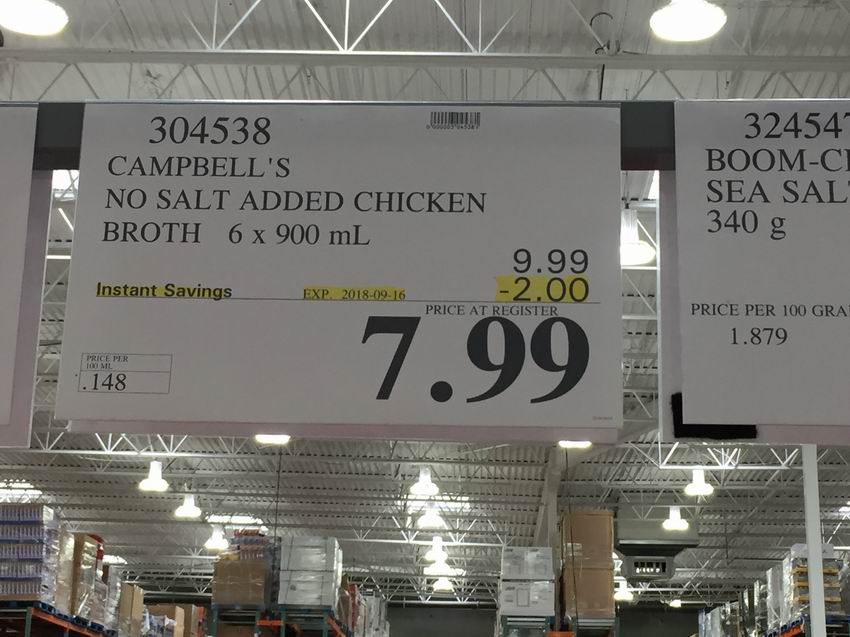 304538
CAMPBELL'S
NO SALT ADDED CHICKEN
BROTH 6 x 900 mL
9.99
Instant Savings EXP. 2018-09-16 -2.00
PRICE AT REGISTER
7.99
PRICE PER
100 ML
.148
32454
BOOM-C
SEA SAL
340 g
PRICE PER 100 GRA
1.879